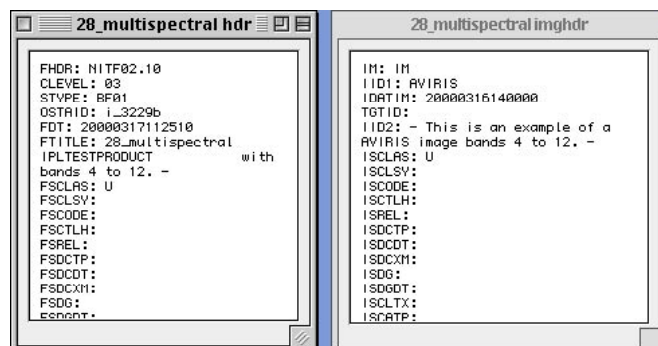 28_multispectral hdr
FHDR: NITF02.10
CLEVEL: 03
STYPE: BF01
OSTAID: i_3229b
FDT: 20000317112510
FTITLE: 28_multispectral
IPLTESTPRODUCT with
bands 4 to 12. -
FSCLAS: U
FSCLSY:
FSCODE:
FSCTLH:
FSREL:
FSDCTP:
FSDCDT:
FSDCXM:
FSDG:
FSDGDT:
28_multispectral imghdr
IM: IM
IID1: AVIRIS
IDATIM: 20000316140000
TGTID:
IID2: - This is an example of a
AVIRIS image bands 4 to 12. -
ISCLAS: U
ISCLSY:
ISCODE:
ISCTLH:
ISREL:
ISDCTP:
ISDCDT:
ISDCXM:
ISDG:
ISDGDT:
ISCLTX:
ISCATP: